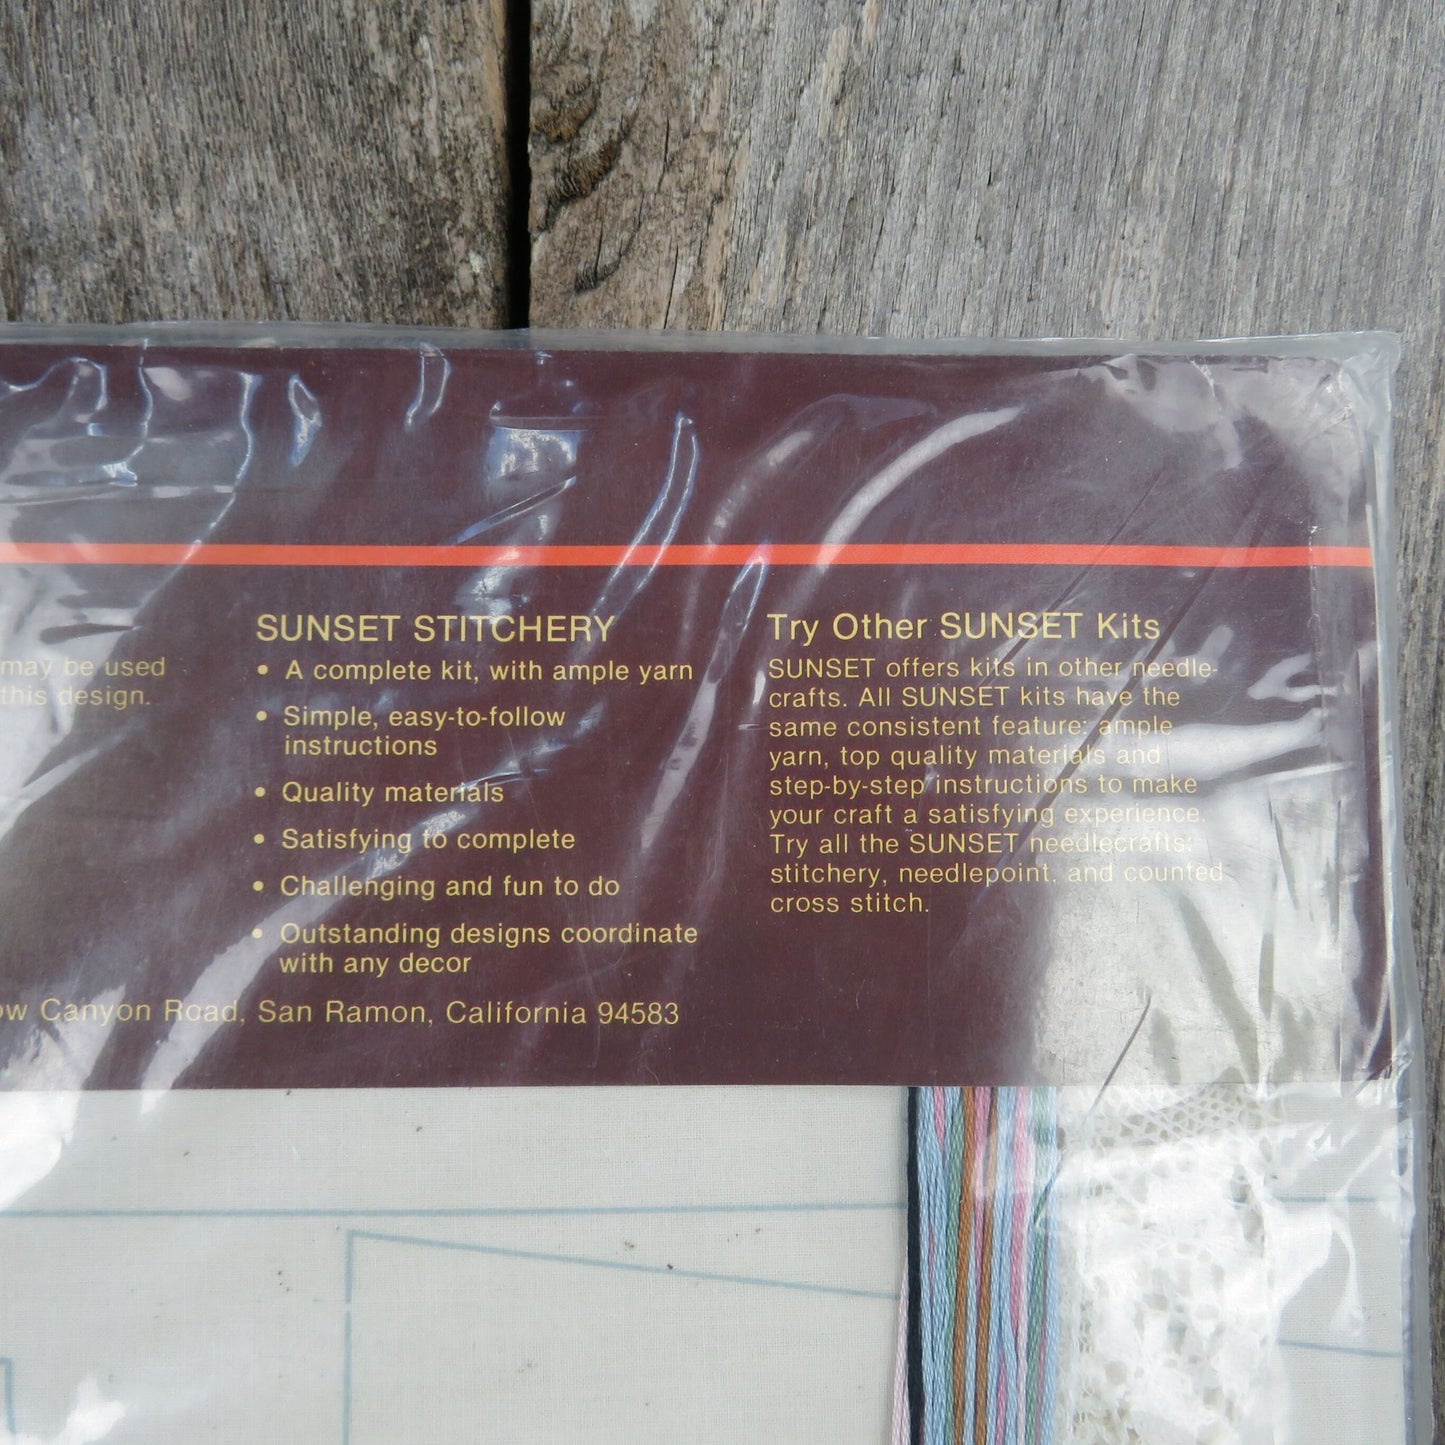 may be used
this design.
SUNSET STITCHERY
• A complete kit, with ample yarn
• Simple, easy-to-follow
instructions
• Quality materials
• Satisfying to complete
• Challenging and fun to do
• Outstanding designs coordinate
with any decor
Canyon Road, San Ramon, California 94583
Try Other SUNSET Kits
SUNSET offers kits in other needle-
crafts. All SUNSET kits have the
same consistent feature: ample
yarn, top quality materials and
step-by-step instructions to make
your craft a satisfying experience.
Try all the SUNSET needlecrafts:
stitchery, needlepoint, and counted
cross stitch.